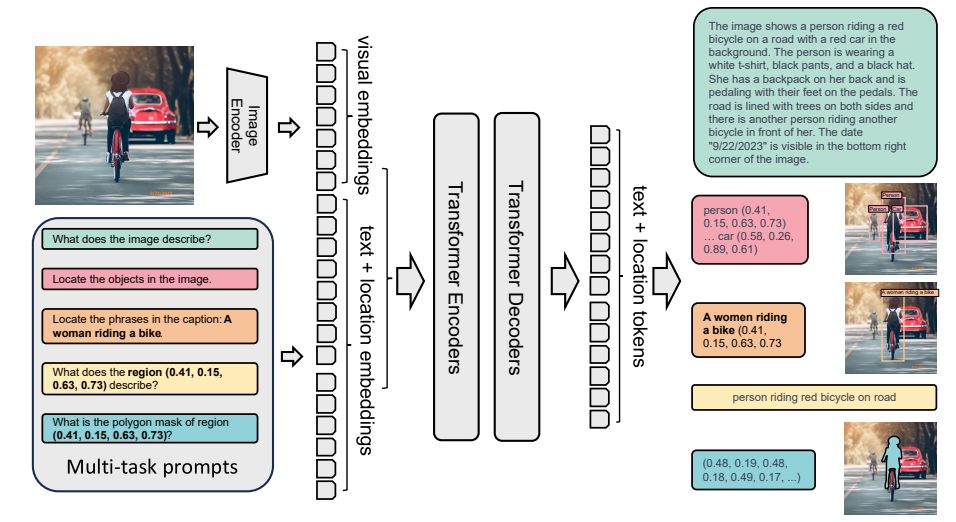 What does the image describe?
Locate the objects in the image.
Locate the phrases in the caption: A
woman riding a bike.
What does the region (0.41, 0.15,
0.63, 0.73) describe?
What is the polygon mask of region
(0.41, 0.15, 0.63, 0.73)?
Multi-task prompts
Image
Encoder
visual embeddings
text + location embeddings
Transformer Encoders
Transformer Decoders
text + location tokens
The image shows a person riding a red
bicycle on a road with a red car in the
background. The person is wearing a
white t-shirt, black pants, and a black hat.
She has a backpack on her back and is
pedaling with their feet on the pedals. The
road is lined with trees on both sides and
there is another person riding another
bicycle in front of her. The date
"9/22/2023" is visible in the bottom right
corner of the image.
person (0.41,
0.15, 0.63, 0.73)
… car (0.58, 0.26,
0.89, 0.61)
Person
Person
Car
A women riding
a bike (0.41,
0.15, 0.63, 0.73
A woman riding a bike
person riding red bicycle on road
(0.48, 0.19, 0.48,
0.18, 0.49, 0.17, ...)